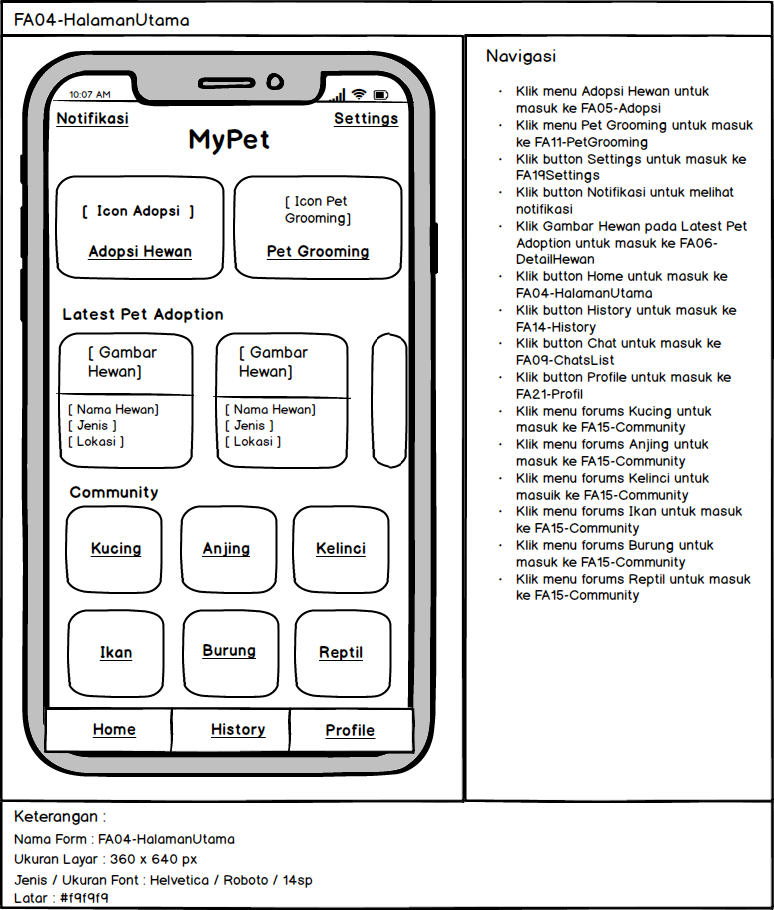 FA04-HalamanUtama
10:07 AM
Notifikasi
Settings
MyPet
[ Icon Adopsi ]
Adopsi Hewan
[ Icon Pet
Grooming]
Pet Grooming
Latest Pet Adoption
[ Gambar
Hewan]
[ Nama Hewan]
[ Jenis ]
[ Lokasi ]
[ Gambar
Hewan]
[ Nama Hewan]
[ Jenis ]
[ Lokasi ]
Community
Kucing
Anjing
Kelinci
Ikan
Burung
Reptil
Home
History
Profile
Navigasi
· Klik menu Adopsi Hewan untuk
masuk ke FA05-Adopsi
· Klik menu Pet Grooming untuk masuk
ke FA11-PetGrooming
· Klik button Settings untuk masuk ke
FA19Settings
· Klik button Notifikasi untuk melihat
notifikasi
· Klik Gambar Hewan pada Latest Pet
Adoption untuk masuk ke FA06-
DetailHewan
· Klik button Home untuk masuk ke
FA04-HalamanUtama
· Klik button History untuk masuk ke
FA14-History
· Klik button Chat untuk masuk ke
FA09-ChatsList
· Klik button Profile untuk masuk ke
FA21-Profil
· Klik menu forums Kucing untuk
masuk ke FA15-Community
· Klik menu forums Anjing untuk
masuk ke FA15-Community
· Klik menu forums Kelinci untuk
masuik ke FA15-Community
· Klik menu forums Ikan untuk masuk
ke FA15-Community
· Klik menu forums Burung untuk
masuk ke FA15-Community
· Klik menu forums Reptil untuk masuk
ke FA15-Community
Keterangan :
Nama Form : FA04-HalamanUtama
Ukuran Layar : 360 x 640 px
Jenis / Ukuran Font : Helvetica / Roboto / 14sp
Latar : #f9f9f9